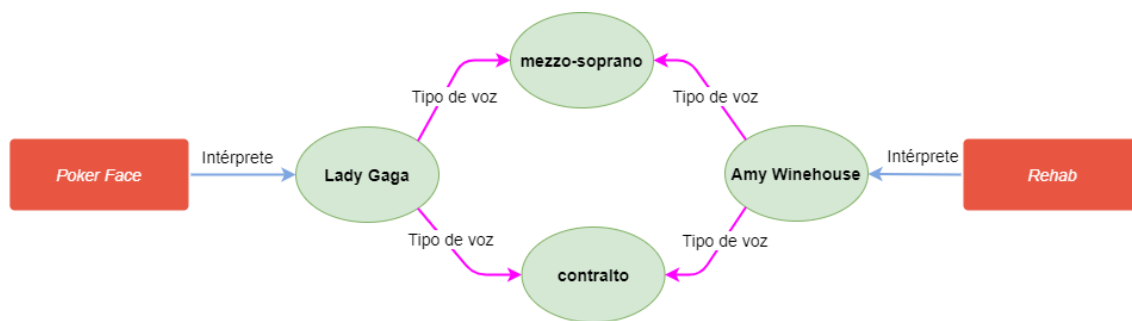 mezzo-soprano
Tipo de voz
Tipo de voz
Intérprete
Intérprete
Poker Face
Lady Gaga
Amy Winehouse
Rehab
Tipo de voz
Tipo de voz
contralto